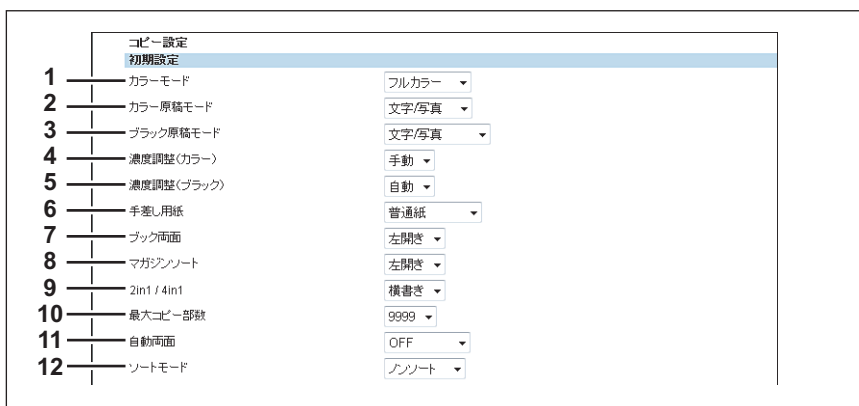 コピー設定
初期設定
1 カラーモード フルカラー
2 カラー原稿モード 文字/写真
3 ブラック原稿モード 文字/写真
4 濃度調整(カラー) 手動
5 濃度調整(ブラック) 自動
6 手差し用紙 普通紙
7 ブック両面 左開き
8 マガジンソート 左開き
9 2in1 / 4in1 横書き
10 最大コピー部数 9999
11 自動両面 OFF
12 ソートモード ノンソート